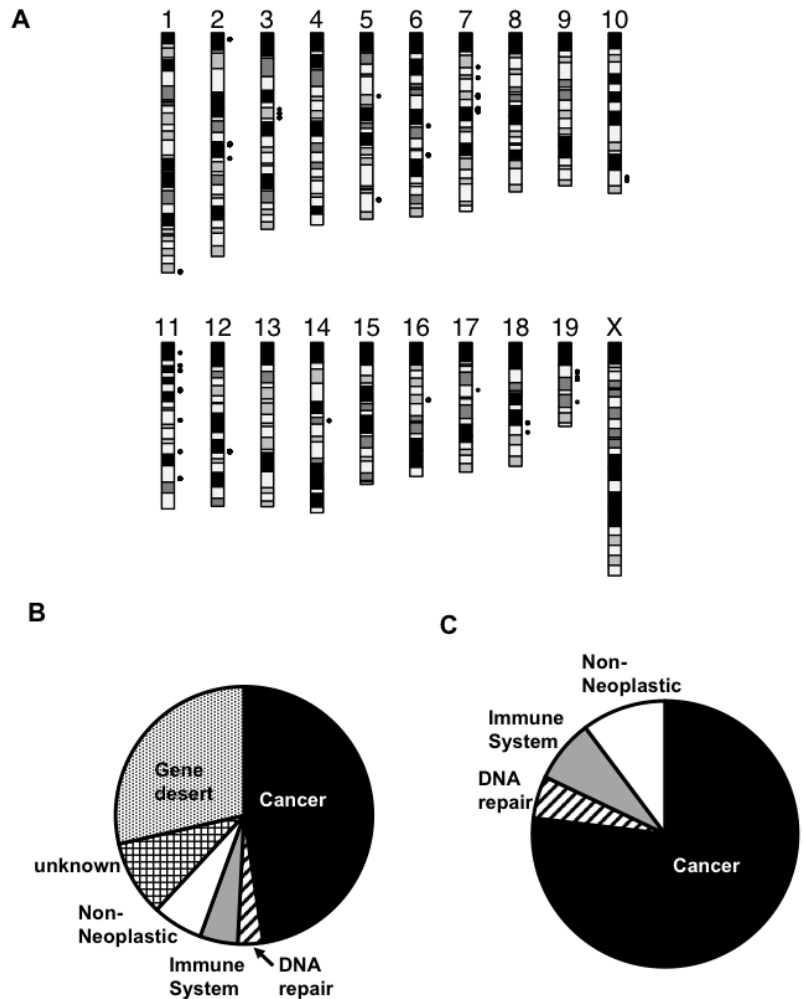 A
1 2 3 4 5 6 7 8 9 10
11 12 13 14 15 16 17 18 19 X
B
Gene
desert
Cancer
unknown
Non-
Neoplastic
Immune
System
DNA
repair
C
Non-
Neoplastic
Immune
System
DNA
repair
Cancer